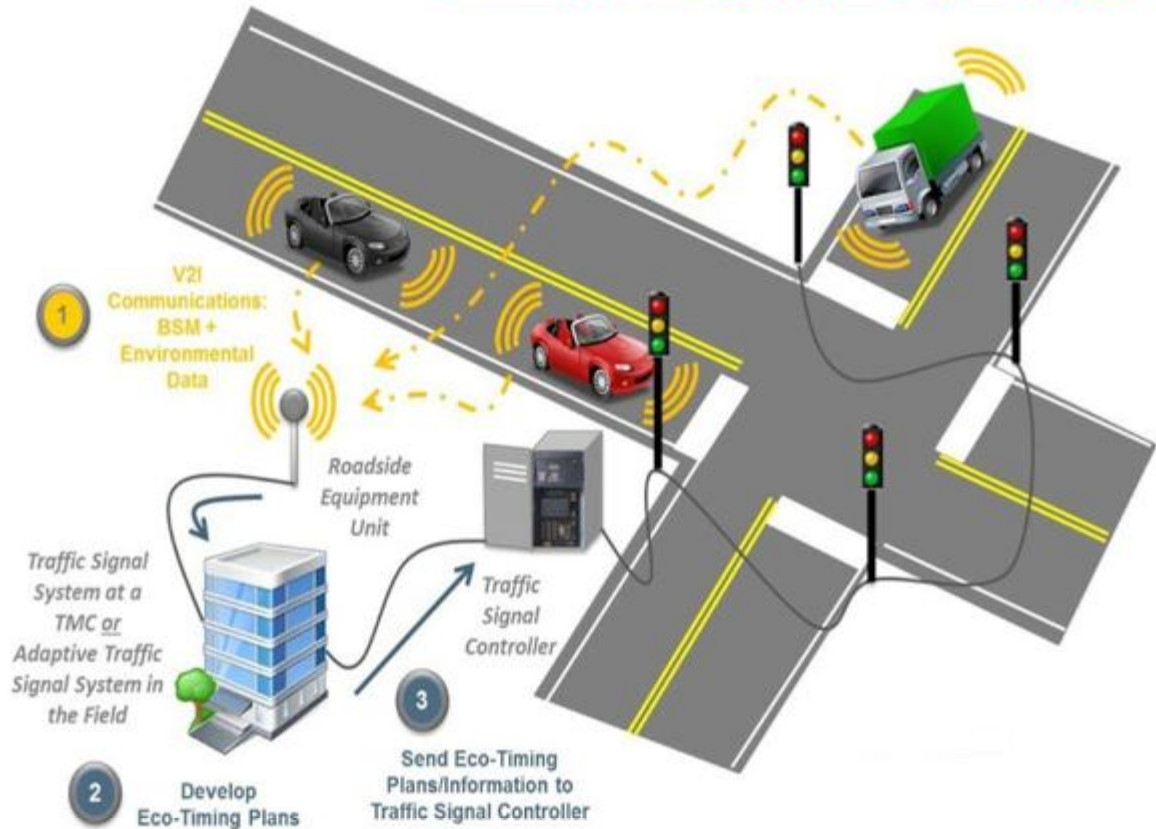 1
V2I
Communications:
BSM +
Environmental
Data
Roadside
Equipment
Unit
Traffic Signal
System at a
TMC or
Adaptive Traffic
Signal System in
the Field
Traffic
Signal
Controller
2
Develop
Eco-Timing Plans
3
Send Eco-Timing
Plans/Information to
Traffic Signal Controller